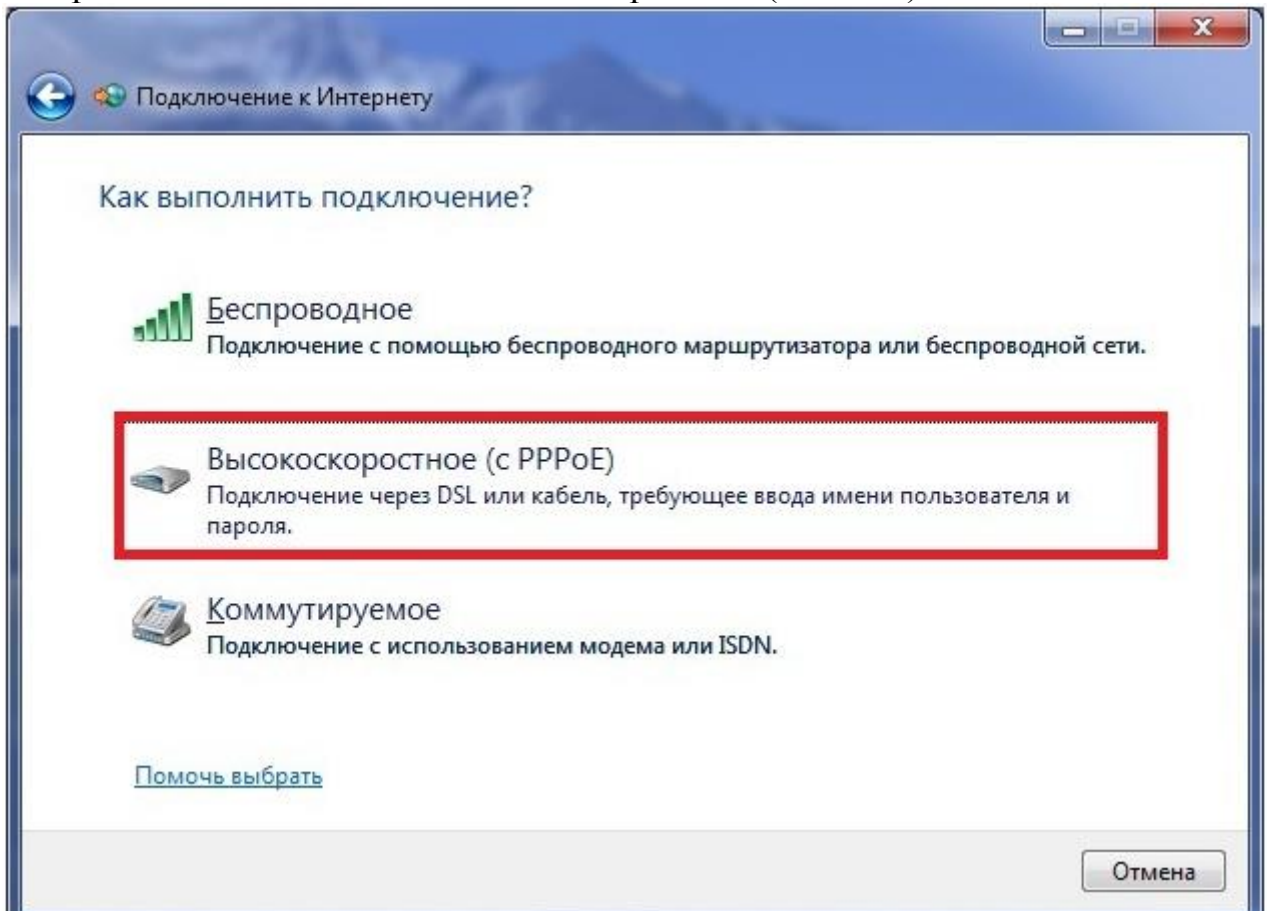 Подключение к Интернету
Как выполнить подключение?
Беспроводное
Подключение с помощью беспроводного маршрутизатора или беспроводной сети.
Высокоскоростное (с PPPoE)
Подключение через DSL или кабель, требующее ввода имени пользователя и
пароля.
Коммутируемое
Подключение с использованием модема или ISDN.
Помочь выбрать
Отмена